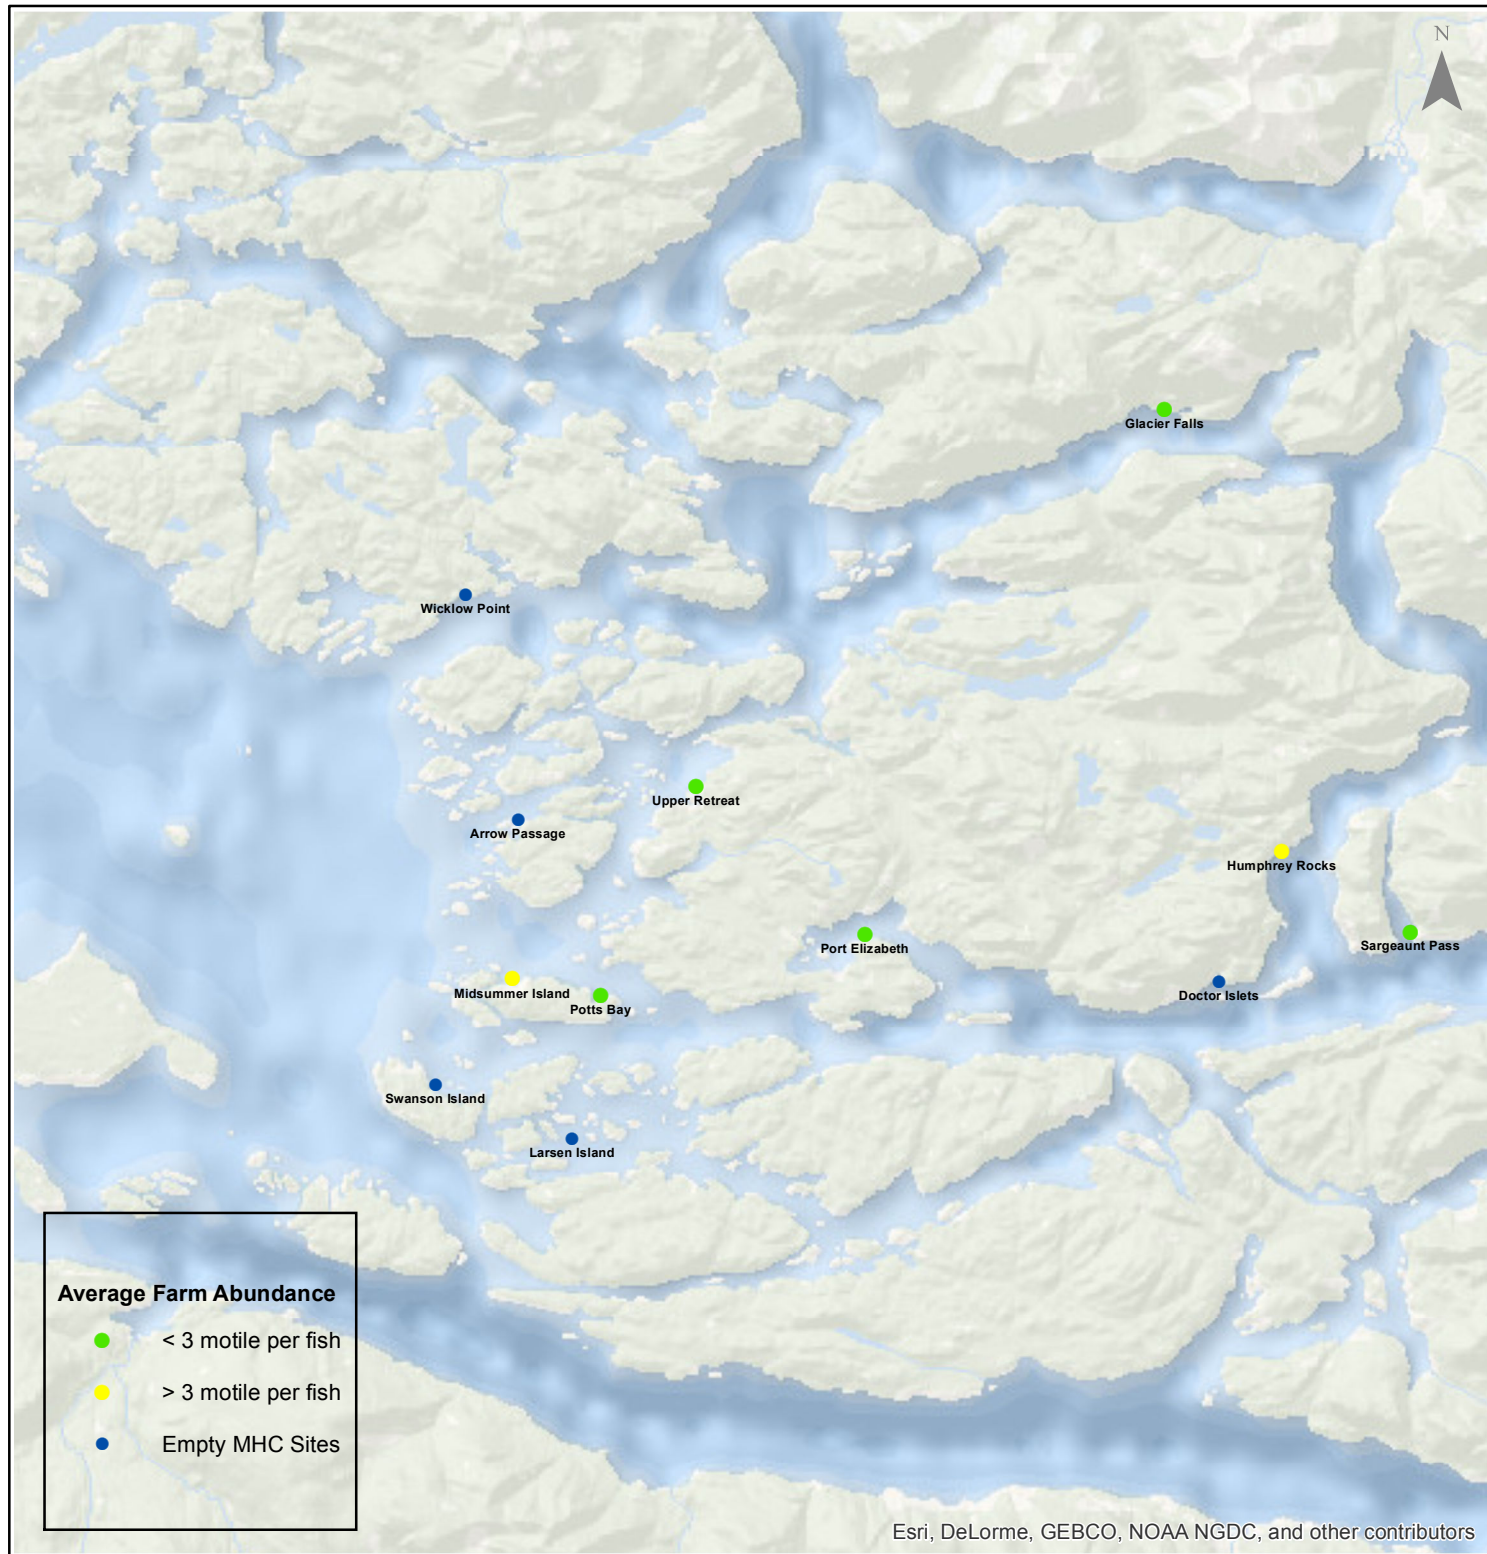 N
Glacier Falls
Wicklow Point
Upper Retreat
Arrow Passage
Humphrey Rocks
Port Elizabeth
Sargeaunt Pass
Midsummer Island
Doctor Islets
Potts Bay
Swanson Island
Larsen Island
Average Farm Abundance
< 3 motile per fish
> 3 motile per fish
Empty MHC Sites
Esri, DeLorme, GEBCO, NOAA NGDC, and other contributors